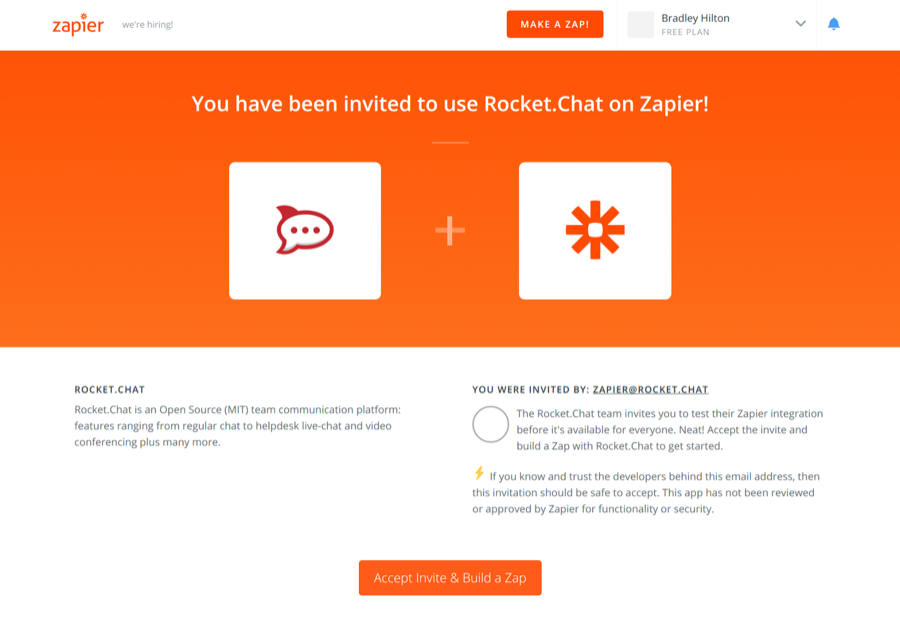 zapier
we're hiring!
MAKE A ZAP!
Bradley Hilton
FREE PLAN
You have been invited to use Rocket.Chat on Zapier!
ROCKET.CHAT
Rocket.Chat is an Open Source (MIT) team communication platform:
features ranging from regular chat to helpdesk live-chat and video
conferencing plus many more.
YOU WERE INVITED BY: ZAPIER@ROCKET.CHAT
The Rocket.Chat team invites you to test their Zapier integration
before it's available for everyone. Neat! Accept the invite and
build a Zap with Rocket.Chat to get started.
If you know and trust the developers behind this email address, then
this invitation should be safe to accept. This app has not been reviewed
or approved by Zapier for functionality or security.
Accept Invite & Build a Zap